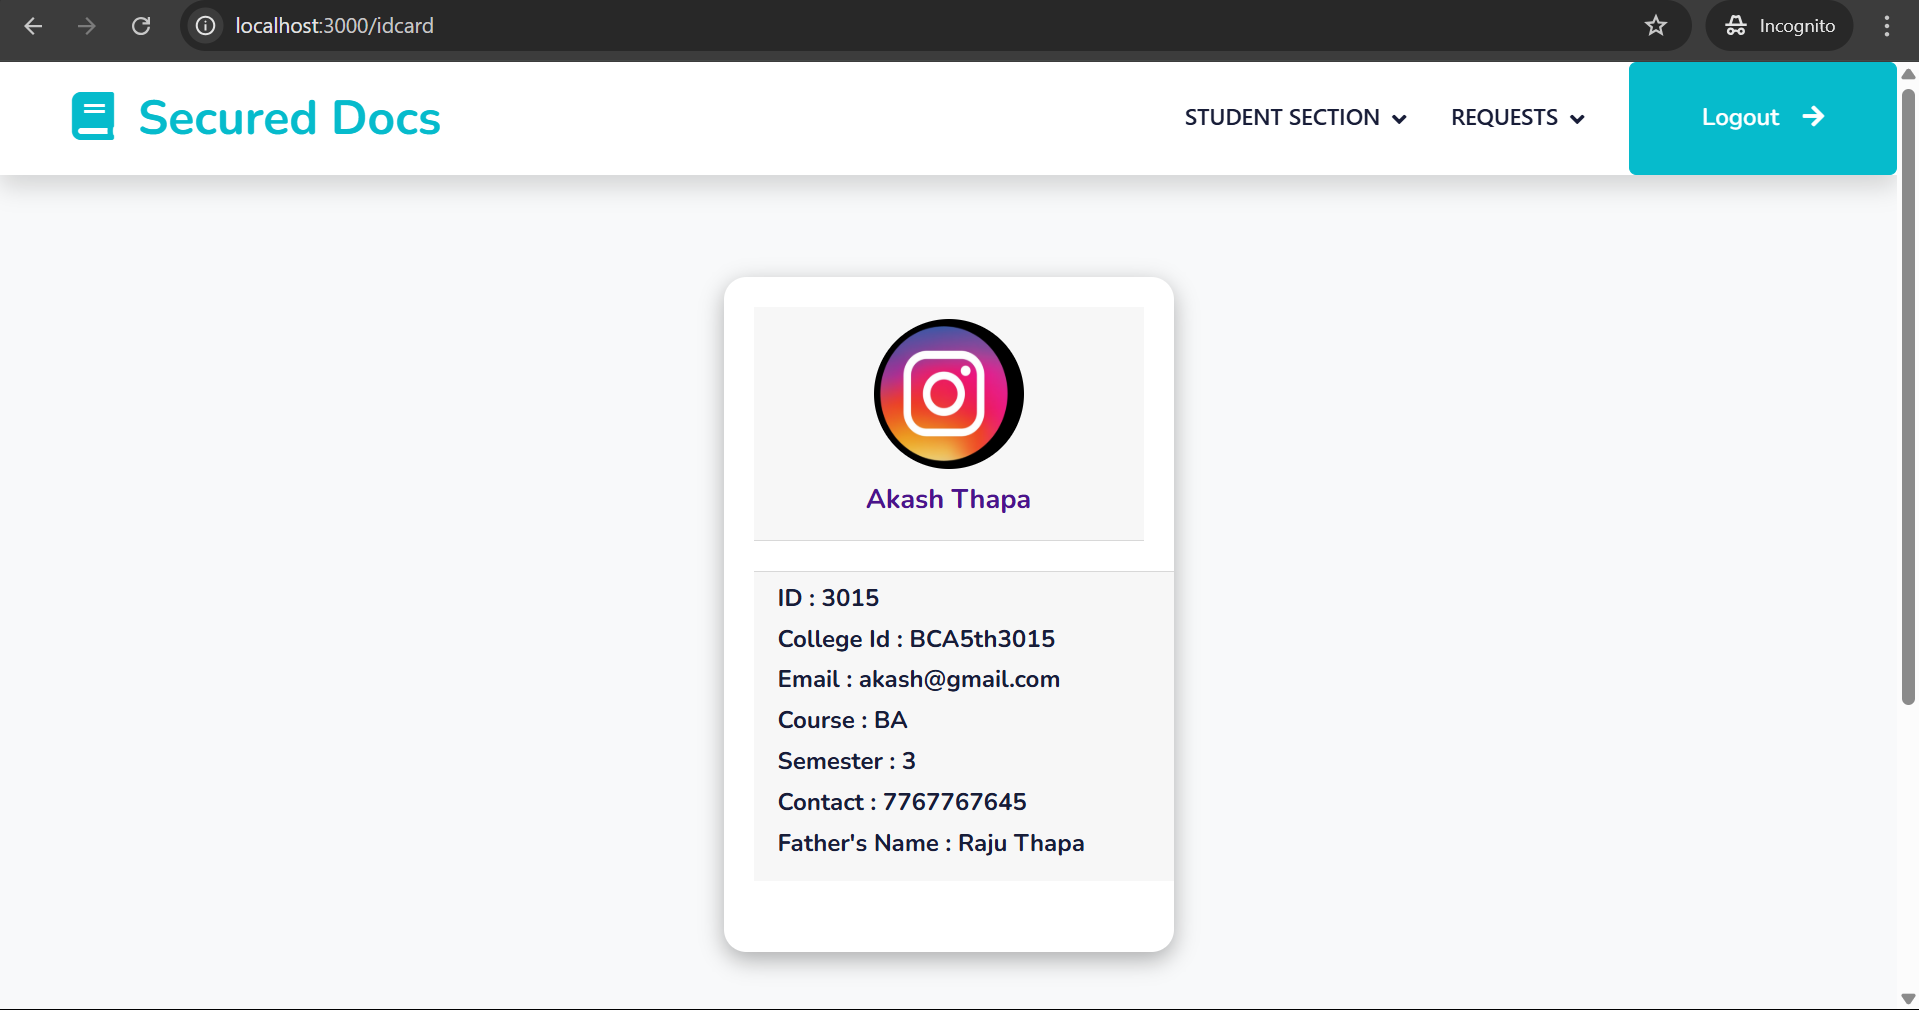 localhost:3000/idcard
Incognito
Secured Docs
STUDENT SECTION
REQUESTS
Logout
Akash Thapa
ID : 3015
College Id : BCA5th3015
Email : akash@gmail.com
Course : BA
Semester : 3
Contact : 7767767645
Father's Name : Raju Thapa